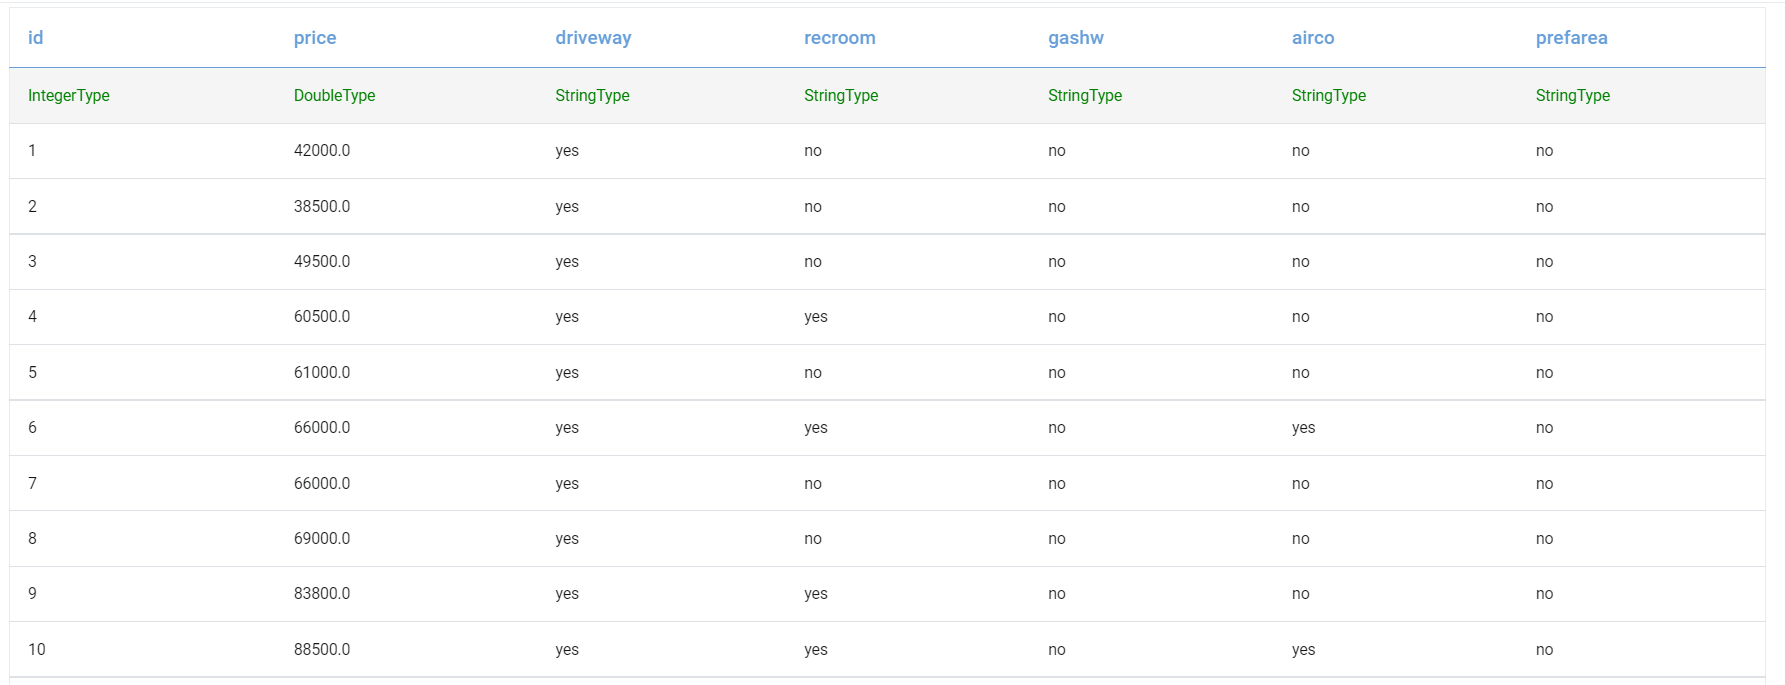 id price driveway recroom gashw airco prefarea
IntegerType DoubleType StringType StringType StringType StringType StringType
1 42000.0 yes no no no no
2 38500.0 yes no no no no
3 49500.0 yes no no no no
4 60500.0 yes yes no no no
5 61000.0 yes no no no no
6 66000.0 yes yes no yes no
7 66000.0 yes no no no no
8 69000.0 yes no no no no
9 83800.0 yes yes no no no
10 88500.0 yes yes no yes no